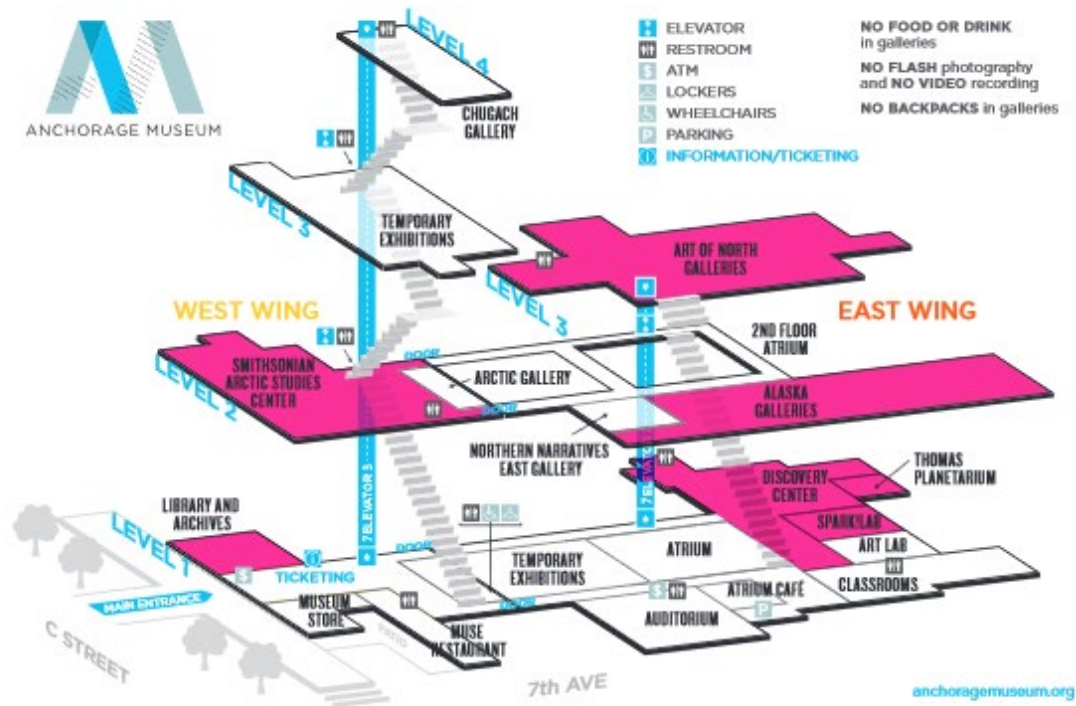 ANCHORAGE MUSEUM
ELEVATOR
RESTROOM
$ ATM
LOCKERS
WHEELCHAIRS
P PARKING
INFORMATION/TICKETING
NO FOOD OR DRINK
in galleries
NO FLASH photography
and NO VIDEO recording
NO BACKPACKS in galleries
LEVEL 4
CHUGACH
GALLERY
LEVEL 3
TEMPORARY
EXHIBITIONS
ART OF NORTH
GALLERIES
LEVEL 3
WEST WING
EAST WING
2ND FLOOR
ATRIUM
DOOR
SMITHSONIAN
ARCTIC STUDIES
CENTER
ARCTIC GALLERY
ALASKA
GALLERIES
LEVEL 2
DOOR
NORTHERN NARRATIVES
EAST GALLERY
DISCOVERY
CENTER
THOMAS
PLANETARIUM
LIBRARY AND
ARCHIVES
SPARK!LAB
LEVEL 1
DOOR
TICKETING
TEMPORARY
EXHIBITIONS
ATRIUM
ART LAB
$
MAIN ENTRANCE
MUSEUM
STORE
DOOR
$
ATRIUM CAFÉ
CLASSROOMS
P
AUDITORIUM
PATIO
MUSE
RESTAURANT
C STREET
7th AVE
anchoragemuseum.org